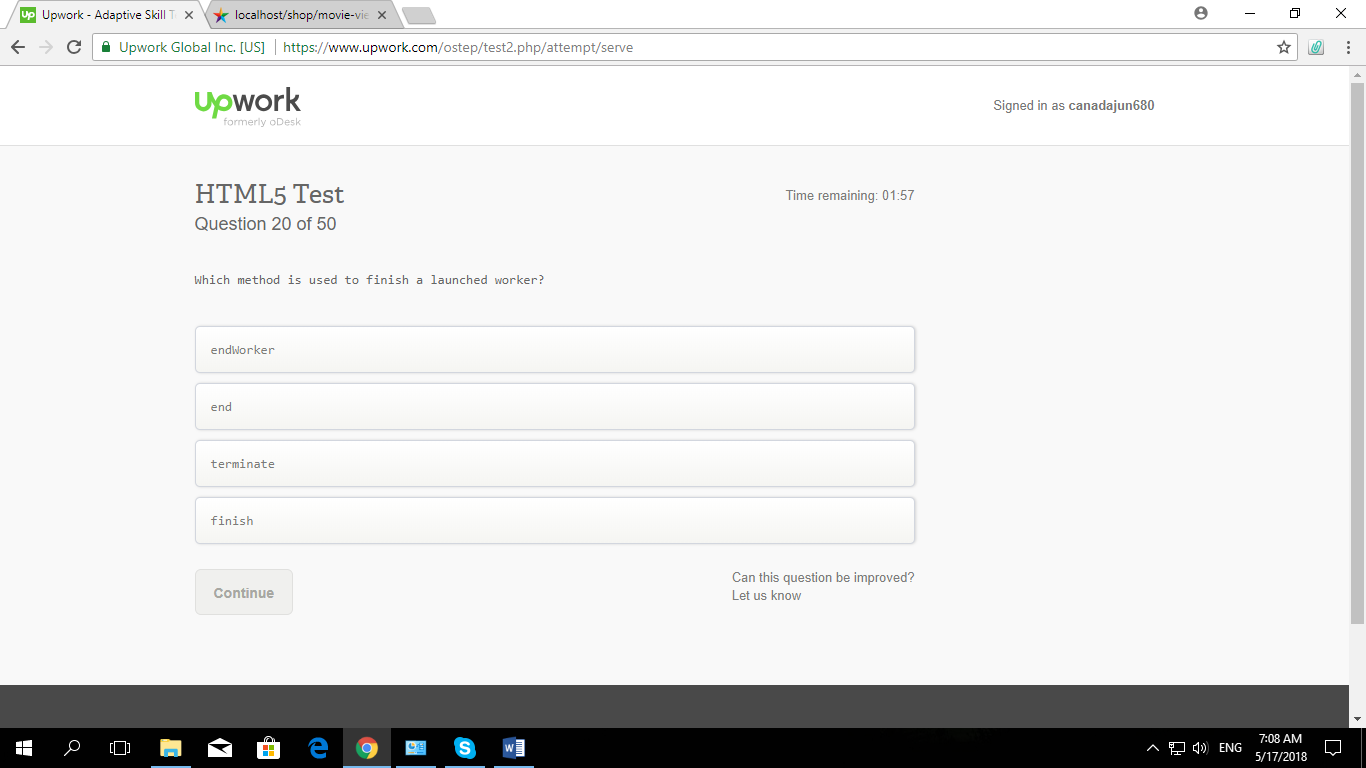 Upwork - Adaptive Skill T
localhost/shop/movie-vie
Upwork Global Inc. [US]
https://www.upwork.com/ostep/test2.php/attempt/serve
upwork
formerly oDesk
Signed in as canadajun680
HTML5 Test
Time remaining: 01:57
Question 20 of 50
Which method is used to finish a launched worker?
endWorker
end
terminate
finish
Continue
Can this question be improved?
Let us know
ENG
7:08 AM
5/17/2018